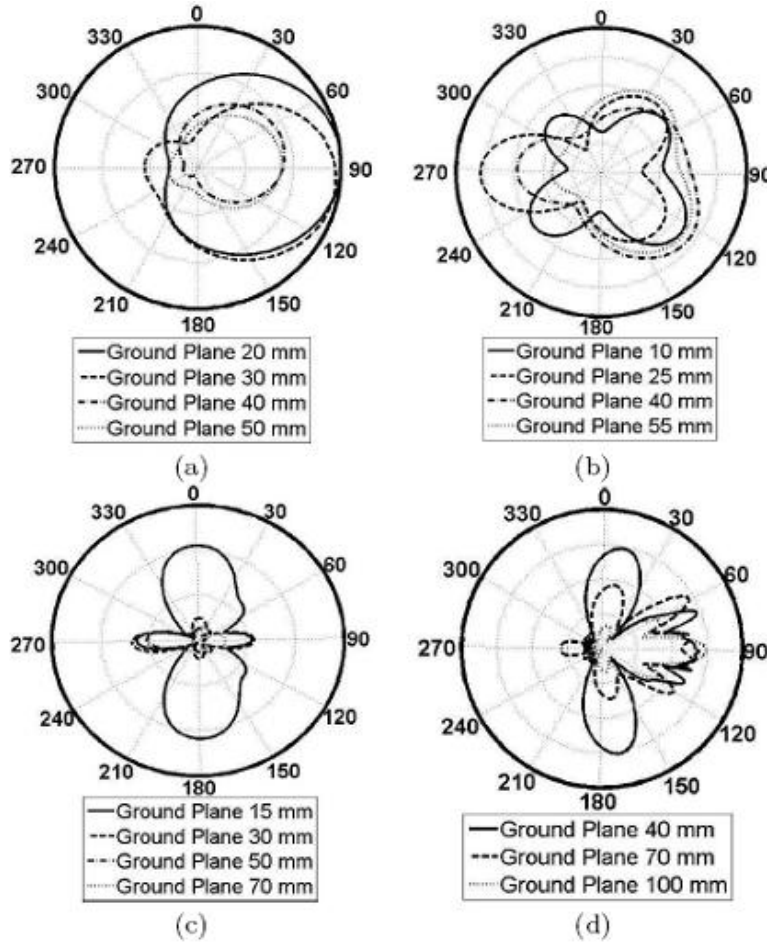 0
330
30
300
60
270
90
240
120
210
150
180
Ground Plane 20 mm
Ground Plane 30 mm
Ground Plane 40 mm
Ground Plane 50 mm
(a)
0
330
30
300
60
270
90
240
120
210
150
180
Ground Plane 10 mm
Ground Plane 25 mm
Ground Plane 40 mm
Ground Plane 55 mm
(b)
0
330
30
300
60
270
90
240
120
210
150
180
Ground Plane 15 mm
Ground Plane 30 mm
Ground Plane 50 mm
Ground Plane 70 mm
(c)
0
330
30
300
60
270
90
240
120
210
150
180
Ground Plane 40 mm
Ground Plane 70 mm
Ground Plane 100 mm
(d)